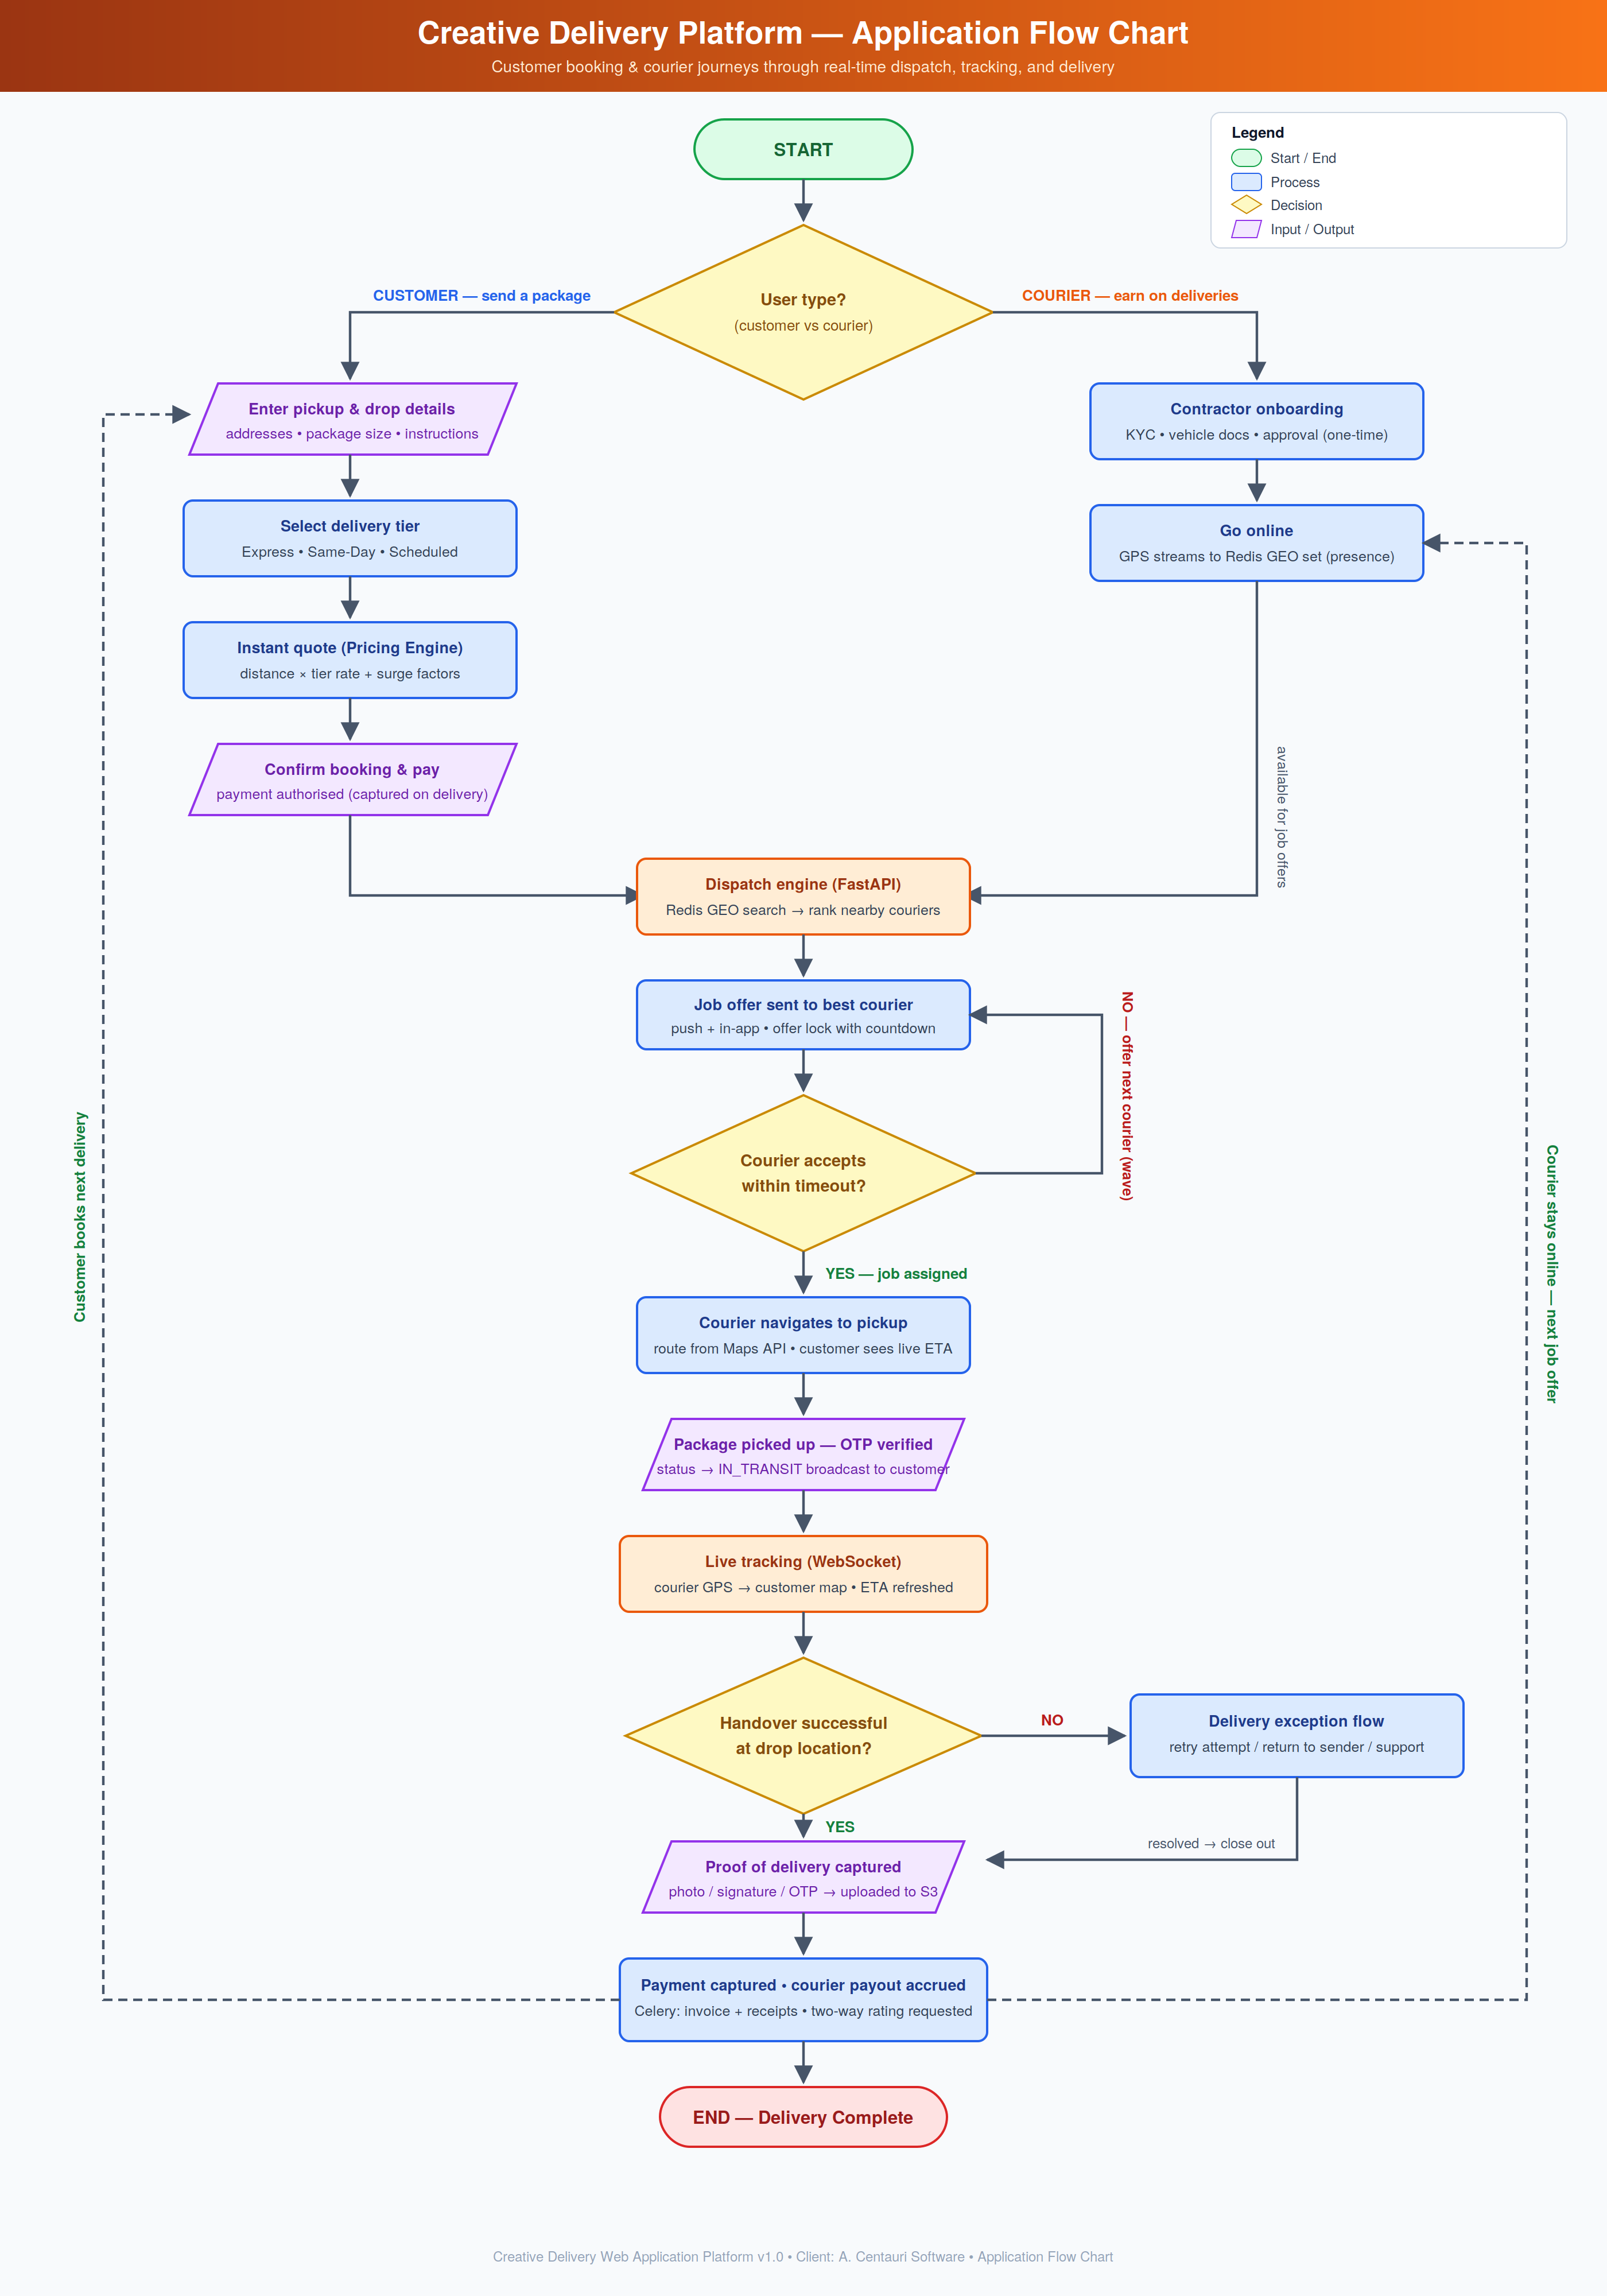 Creative Delivery Platform — Application Flow Chart
Customer booking & courier journeys through real-time dispatch, tracking, and delivery
START
Legend
Start / End
Process
Decision
Input / Output
User type?
(customer vs courier)
CUSTOMER — send a package
COURIER — earn on deliveries
Enter pickup & drop details
addresses • package size • instructions
Contractor onboarding
KYC • vehicle docs • approval (one-time)
Select delivery tier
Express • Same-Day • Scheduled
Go online
GPS streams to Redis GEO set (presence)
Instant quote (Pricing Engine)
distance × tier rate + surge factors
Confirm booking & pay
payment authorised (captured on delivery)
available for job offers
Dispatch engine (FastAPI)
Redis GEO search → rank nearby couriers
Job offer sent to best courier
push + in-app • offer lock with countdown
NO — offer next courier (wave)
Courier accepts
within timeout?
YES — job assigned
Customer books next delivery
Courier stays online — next job offer
Courier navigates to pickup
route from Maps API • customer sees live ETA
Package picked up — OTP verified
status → IN_TRANSIT broadcast to customer
Live tracking (WebSocket)
courier GPS → customer map • ETA refreshed
Handover successful
at drop location?
NO
Delivery exception flow
retry attempt / return to sender / support
YES
resolved → close out
Proof of delivery captured
photo / signature / OTP → uploaded to S3
Payment captured • courier payout accrued
Celery: invoice + receipts • two-way rating requested
END — Delivery Complete
Creative Delivery Web Application Platform v1.0 • Client: A. Centauri Software • Application Flow Chart